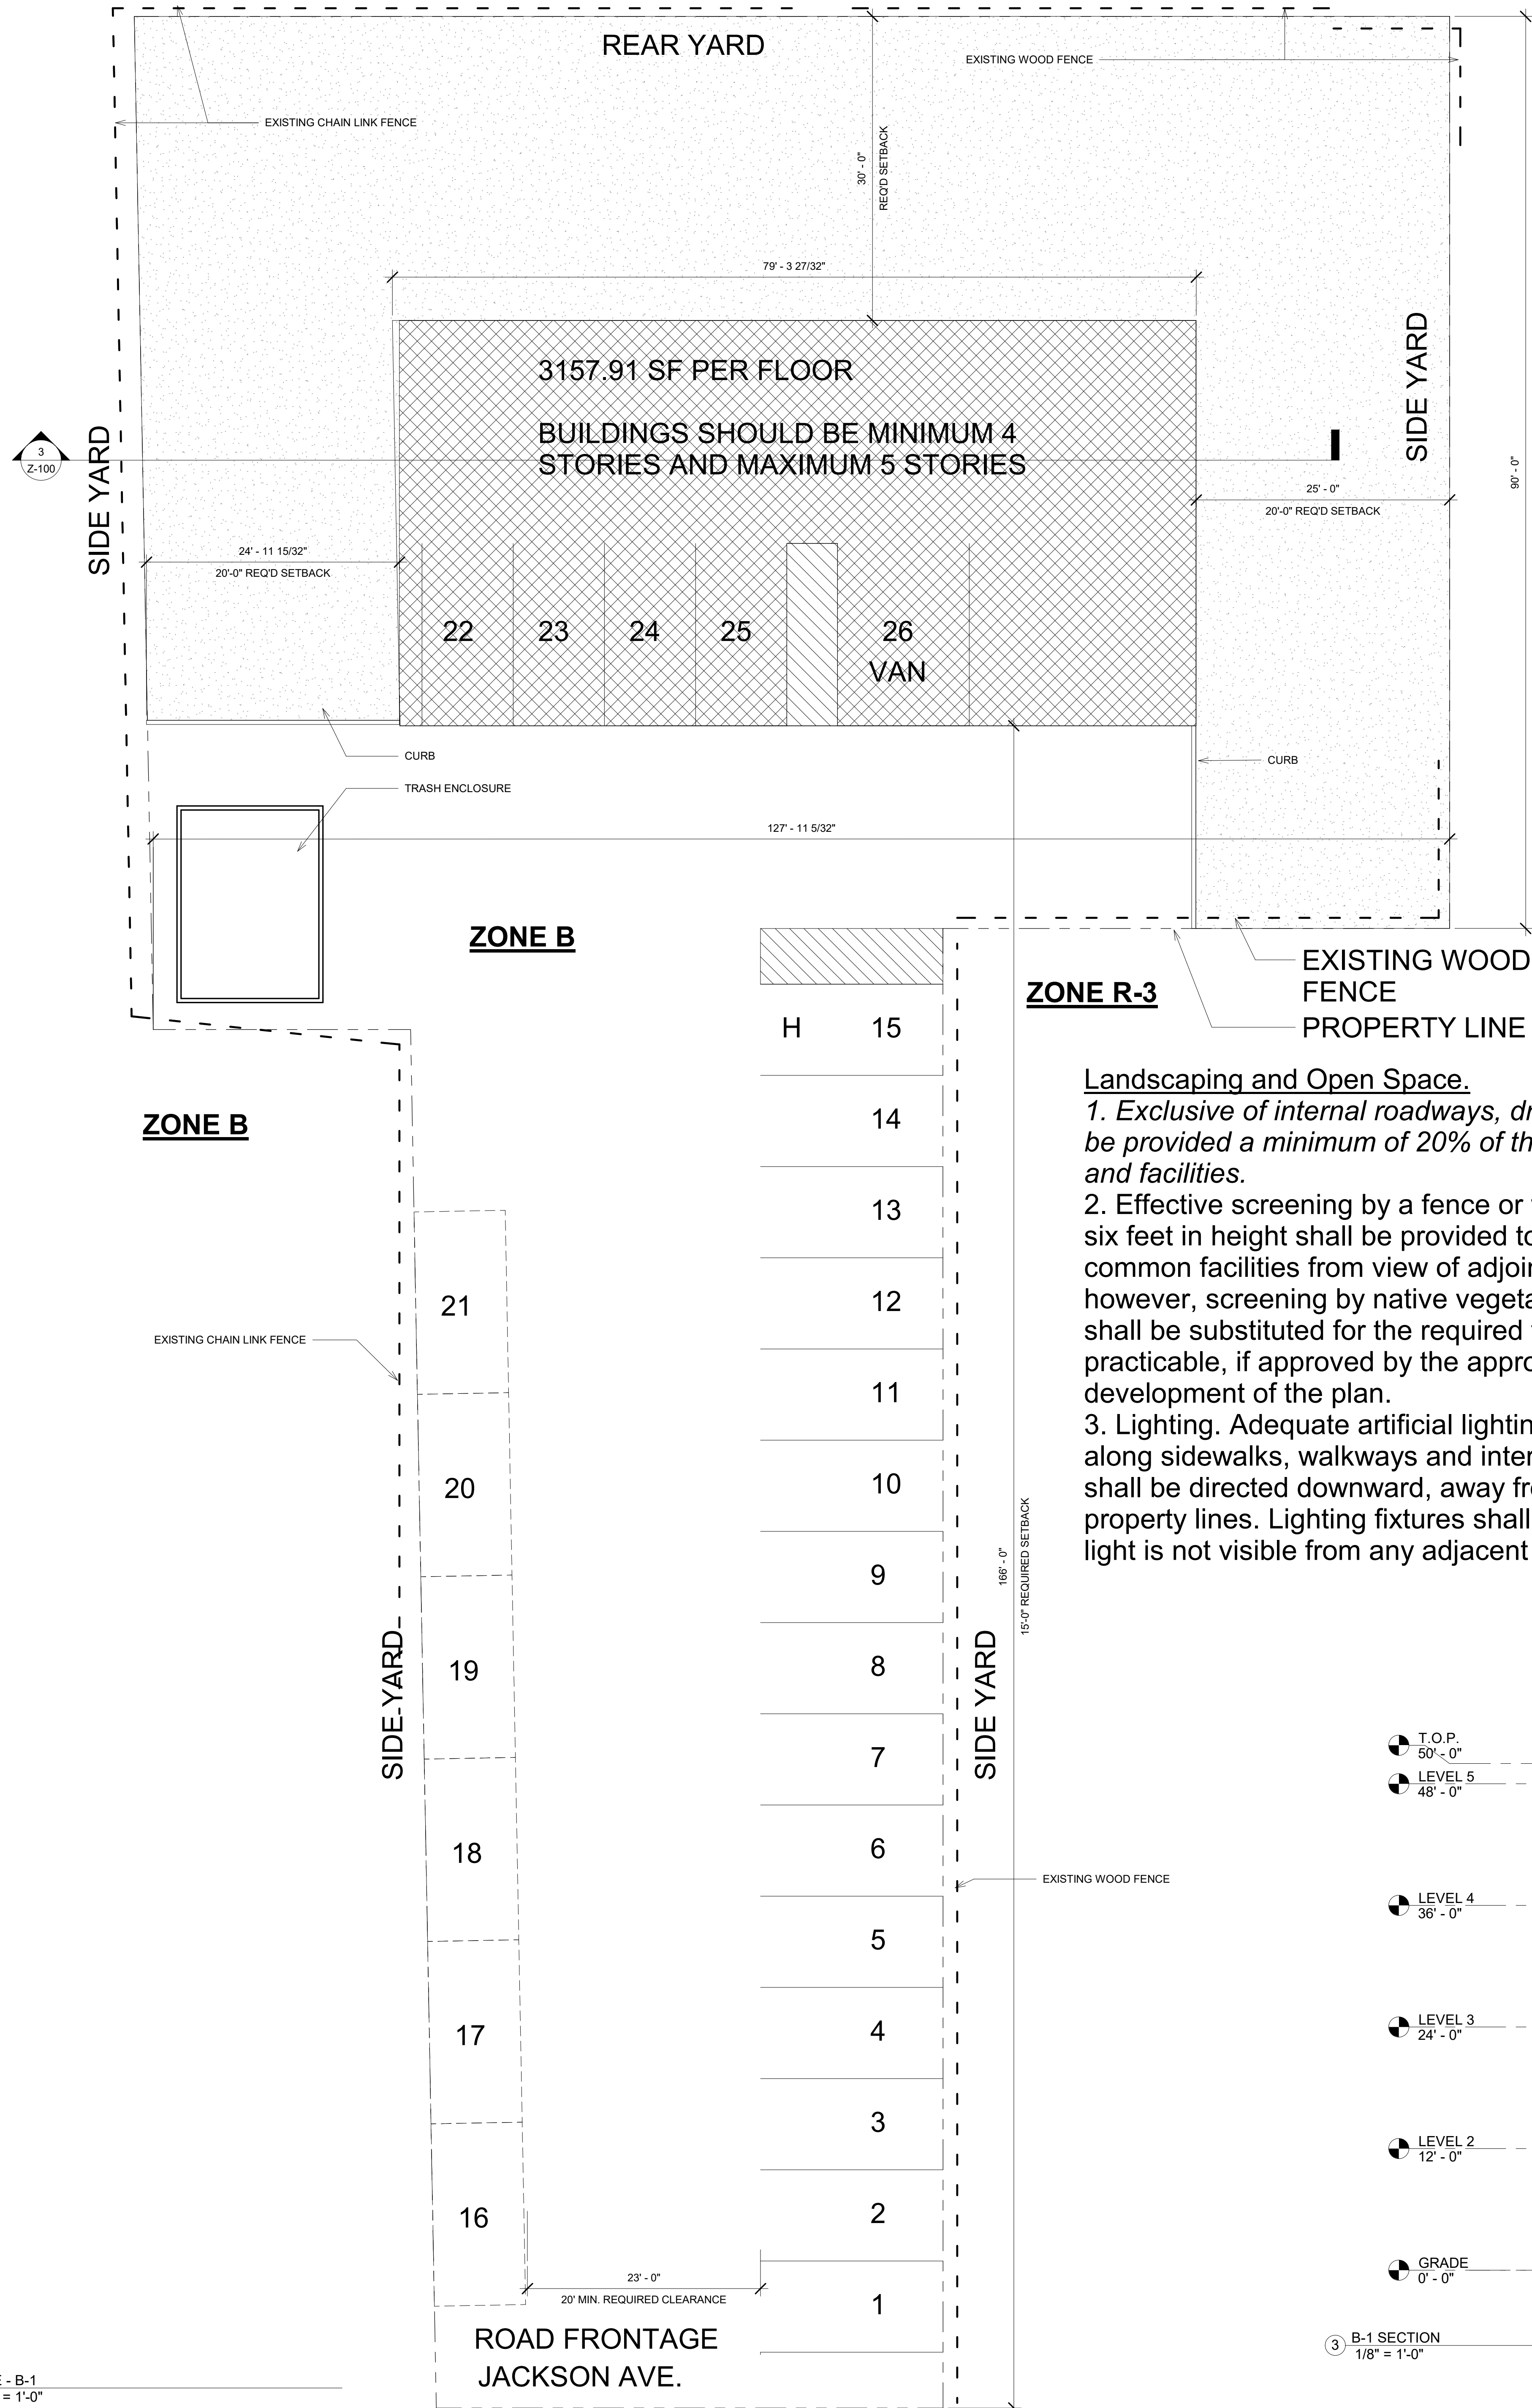 REAR YARD
EXISTING WOOD FENCE
EXISTING CHAIN LINK FENCE
30' - 0"
REQ'D SETBACK
79' - 3 27/32"
SIDE YARD
3157.91 SF PER FLOOR
BUILDINGS SHOULD BE MINIMUM 4
STORIES AND MAXIMUM 5 STORIES
3
Z-100
SIDE YARD
90' - 0"
25' - 0"
20'-0" REQ'D SETBACK
24' - 11 15/32"
20'-0" REQ'D SETBACK
22
23
24
25
26
VAN
CURB
CURB
TRASH ENCLOSURE
127' - 11 5/32"
ZONE B
EXISTING WOOD
FENCE
PROPERTY LINE
ZONE R-3
H
15
ZONE B
14
13
12
11
10
9
8
7
6
5
4
3
2
1
21
20
19
18
17
16
EXISTING CHAIN LINK FENCE
SIDE YARD
SIDE YARD
166' - 0"
15'-0" REQUIRED SETBACK
EXISTING WOOD FENCE
Landscaping and Open Space.
1. Exclusive of internal roadways, dr
be provided a minimum of 20% of th
and facilities.
2. Effective screening by a fence or
six feet in height shall be provided to
common facilities from view of adjoin
however, screening by native vegeta
shall be substituted for the required
practicable, if approved by the appro
development of the plan.
3. Lighting. Adequate artificial lightin
along sidewalks, walkways and inter
shall be directed downward, away fr
property lines. Lighting fixtures shall
light is not visible from any adjacent
T.O.P.
50' - 0"
LEVEL 5
48' - 0"
LEVEL 4
36' - 0"
LEVEL 3
24' - 0"
LEVEL 2
12' - 0"
GRADE
0' - 0"
3
B-1 SECTION
1/8" = 1'-0"
23' - 0"
20' MIN. REQUIRED CLEARANCE
ROAD FRONTAGE
JACKSON AVE.
E - B-1
= 1'-0"